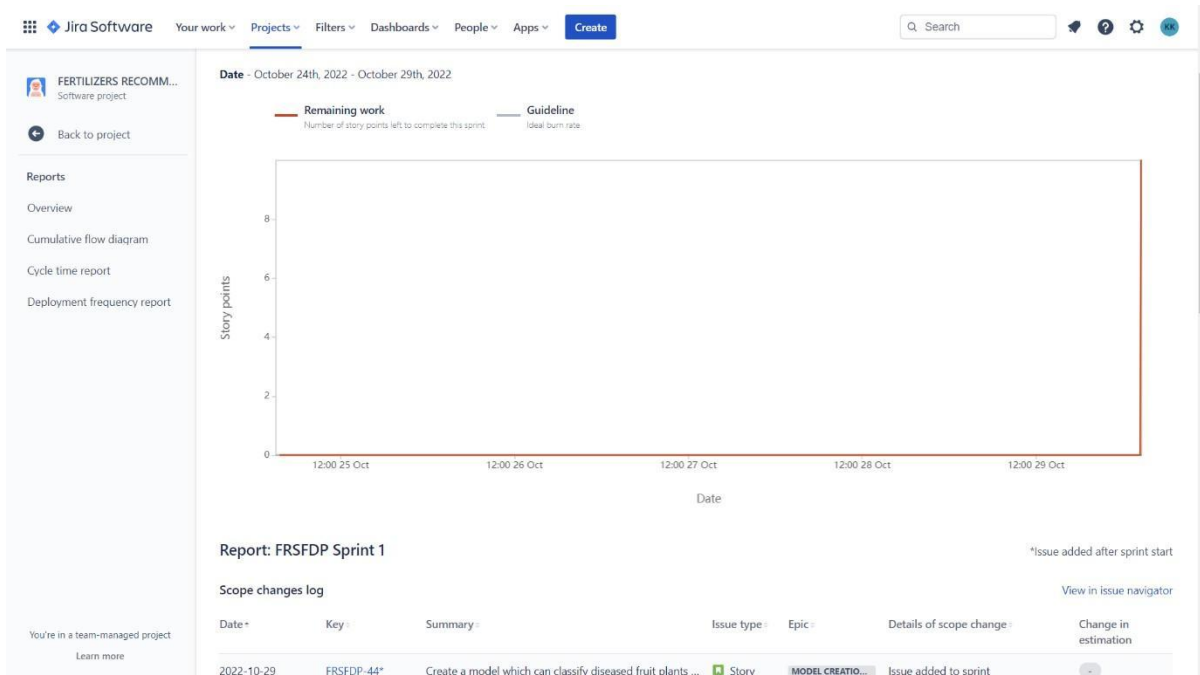 Jira Software Your work Projects Filters Dashboards People Apps Create Search KK
FERTILIZERS RECOMM...
Software project
Back to project
Reports
Overview
Cumulative flow diagram
Cycle time report
Deployment frequency report
You're in a team-managed project
Learn more
Date - October 24th, 2022 - October 29th, 2022
Remaining work
Number of story points left to complete this sprint
Guideline
Ideal burn rate
Story points
8
6
4
2
0
12:00 25 Oct 12:00 26 Oct 12:00 27 Oct 12:00 28 Oct 12:00 29 Oct
Date
Report: FRSFDP Sprint 1
*Issue added after sprint start
Scope changes log
View in issue navigator
Date Key Summary Issue type Epic Details of scope change Change in
estimation
2022-10-29 FRSFDP-44* Create a model which can classify diseased fruit plants ... Story MODEL CREATIO... Issue added to sprint -